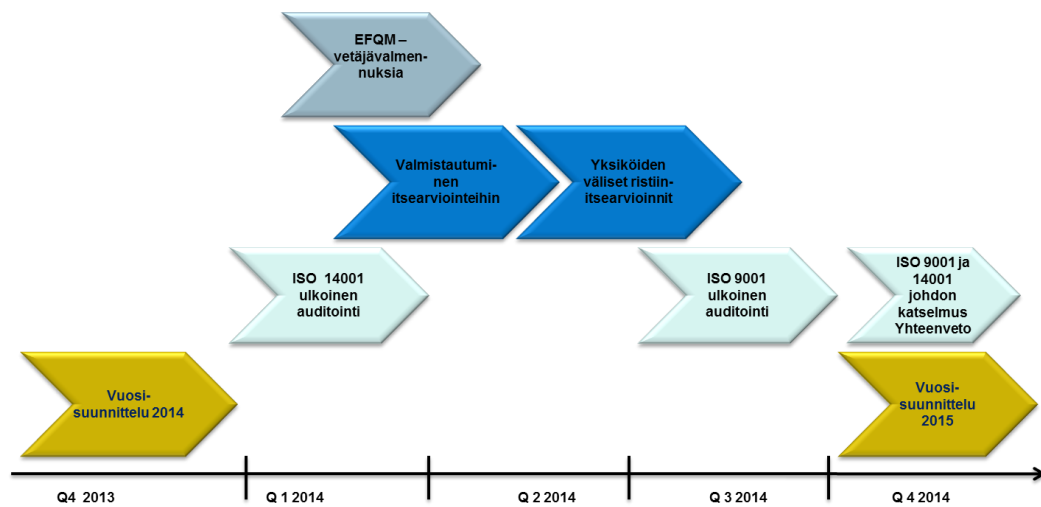 EFQM –
vetäjävalmen-
nuksia
Valmistautumi-
nen
itsearviointeihin
Yksiköiden
väliset ristiin-
itsearvioinnit
ISO 14001
ulkoinen
auditointi
ISO 9001
ulkoinen
auditointi
ISO 9001 ja
14001
johdon
katselmus
Yhteenveto
Vuosi-
suunnittelu 2014
Vuosi-
suunnittelu
2015
Q4 2013
Q 1 2014
Q 2 2014
Q 3 2014
Q 4 2014